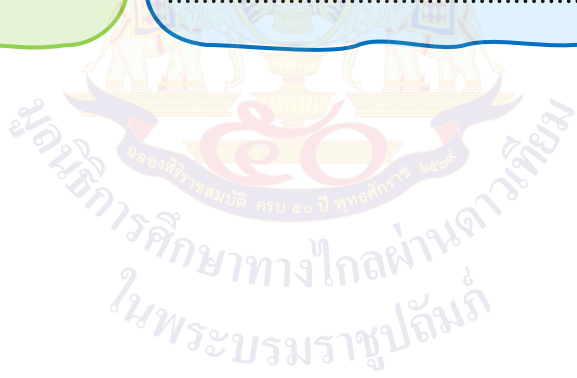 ๕๐
ฉลองสิริราชสมบัติ ครบ ๕๐ ปี พุทธศักราช ๒๕๓๙
มูลนิธิการศึกษาทางไกลผ่านดาวเทียม
ในพระบรมราชูปถัมภ์